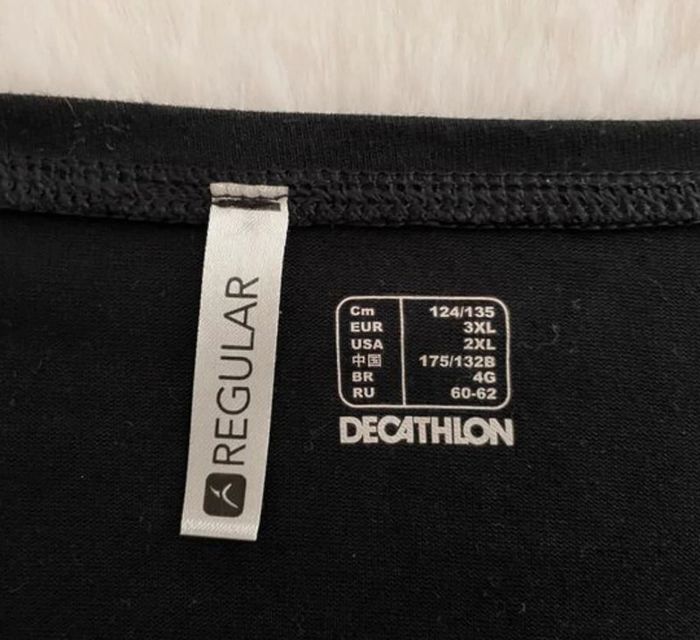 REGULAR
Cm 124/135
EUR 3XL
USA 2XL
中国 175/132B
BR 4G
RU 60-62
DECATHLON